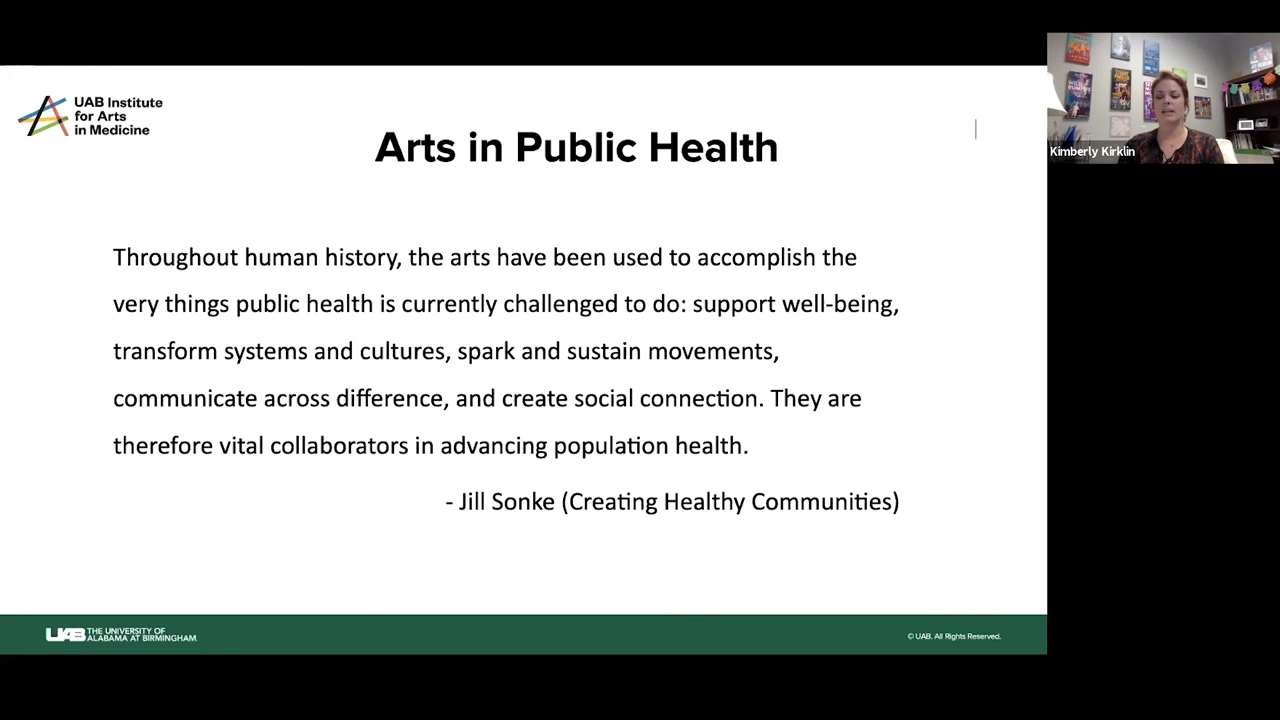 UAB Institute
for Arts
in Medicine
Arts in Public Health
Kimberly Kirklin
Throughout human history, the arts have been used to accomplish the
very things public health is currently challenged to do: support well-being,
transform systems and cultures, spark and sustain movements,
communicate across difference, and create social connection. They are
therefore vital collaborators in advancing population health.
- Jill Sonke (Creating Healthy Communities)
UAB THE UNIVERSITY OF
ALABAMA AT BIRMINGHAM
© UAB. All Rights Reserved.